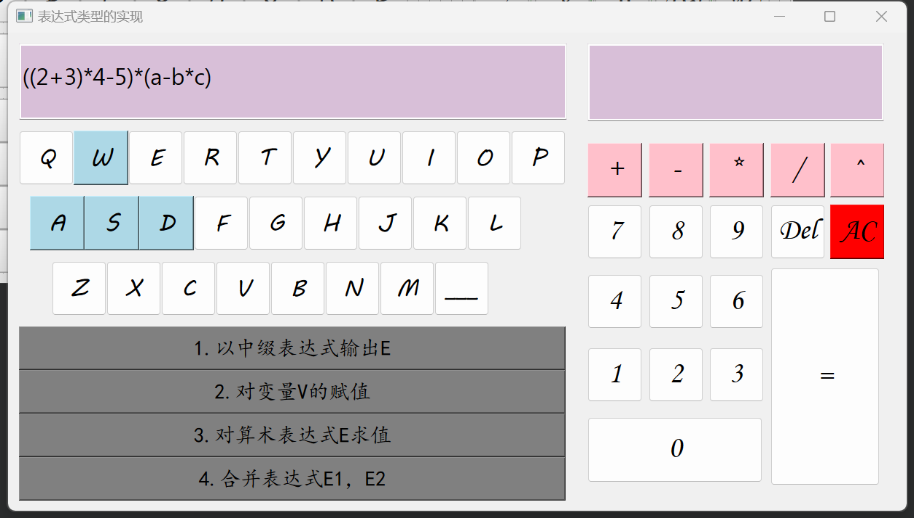 表达式类型的实现
((2+3)*4-5)*(a-b*c)
Q W E R T Y U I O P
+ - * / ^
A S D F G H J K L
7 8 9 Del AC
Z X C V B N M __
4 5 6
1.以中缀表达式输出E
2.对变量V的赋值
1 2 3 =
3.对算术表达式E求值
0
4.合并表达式E1，E2